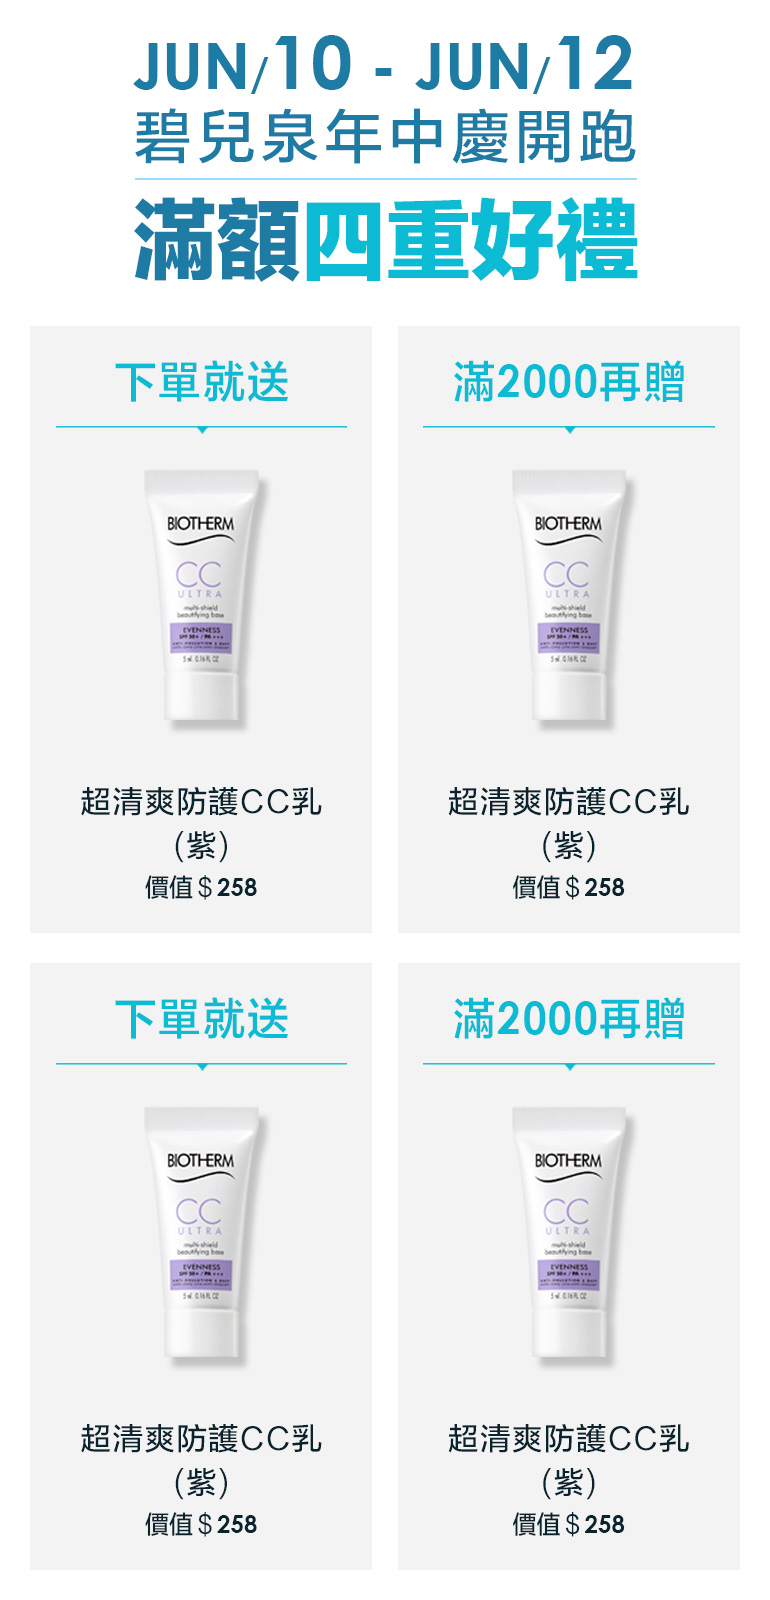 JUN/10 - JUN/12
碧兒泉年中慶開跑
滿額四重好禮
下單就送
BIOTHERM
CC
ULTRA
multi-shield
beautifying base
EVENNESS
SPF 50+ / PA +++
5 ml. 0.16 FL OZ
超清爽防護CC乳
(紫)
價值$258
滿2000再贈
BIOTHERM
CC
ULTRA
multi-shield
beautifying base
EVENNESS
SPF 50+ / PA +++
5 ml. 0.16 FL OZ
超清爽防護CC乳
(紫)
價值$258
下單就送
BIOTHERM
CC
ULTRA
multi-shield
beautifying base
EVENNESS
SPF 50+ / PA +++
5 ml. 0.16 FL OZ
超清爽防護CC乳
(紫)
價值$258
滿2000再贈
BIOTHERM
CC
ULTRA
multi-shield
beautifying base
EVENNESS
SPF 50+ / PA +++
5 ml. 0.16 FL OZ
超清爽防護CC乳
(紫)
價值$258